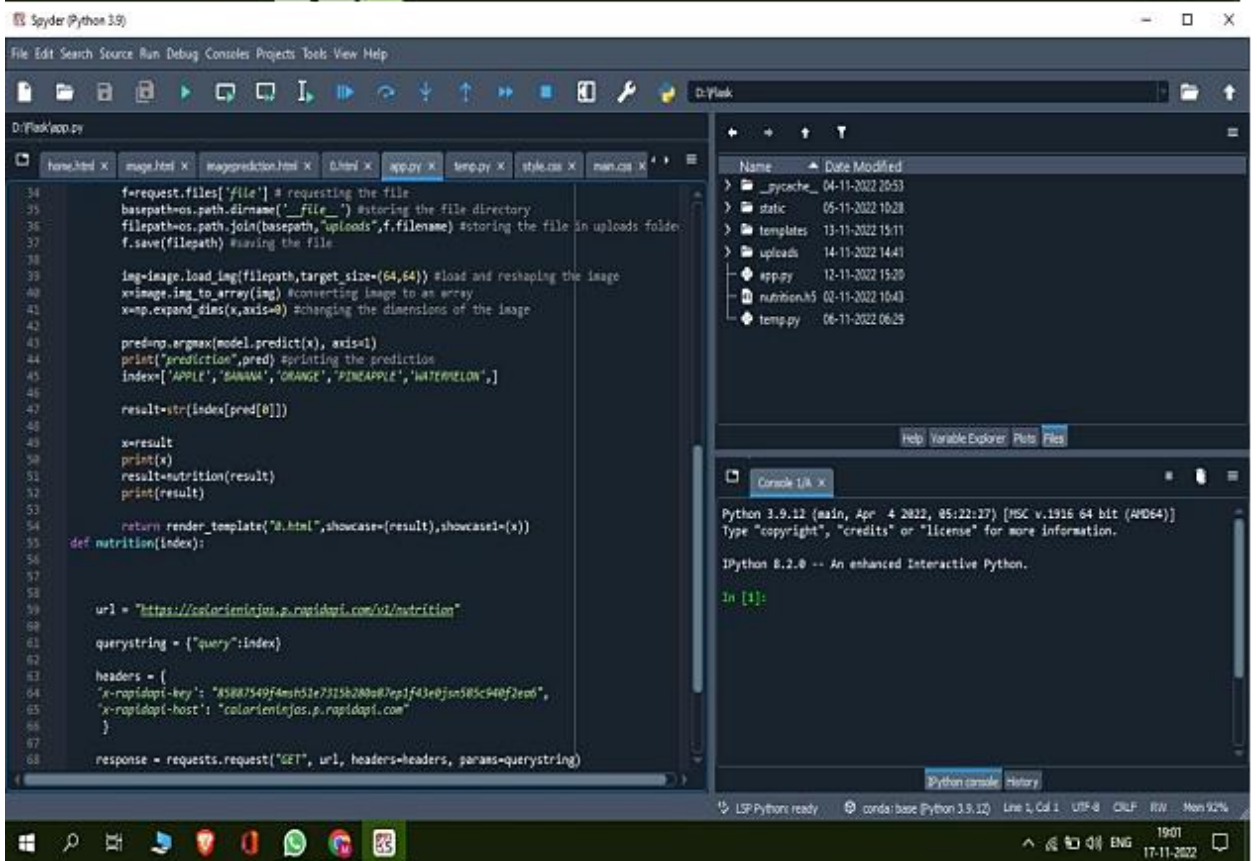 Spyder (Python 3.9)
File Edit Search Source Run Debug Consoles Projects Tools View Help
D:\Flask
D:\Flask\app.py
home.html image.html imageprediction.html 0.html app.py temp.py style.css main.css
34 f=request.files['file'] # requesting the file
35 basepath=os.path.dirname('__file__') #storing the file directory
36 filepath=os.path.join(basepath,"uploads",f.filename) #storing the file in uploads folde
37 f.save(filepath) #saving the file
38
39 img=image.load_img(filepath,target_size=(64,64)) #load and reshaping the image
40 x=image.img_to_array(img) #converting image to an array
41 x=np.expand_dims(x,axis=0) #changing the dimensions of the image
42
43 pred=np.argmax(model.predict(x), axis=1)
44 print("prediction",pred) #printing the prediction
45 index=['APPLE','BANANA','ORANGE','PINEAPPLE','WATERMELON',]
46
47 result=str(index[pred[0]])
48
49 x=result
50 print(x)
51 result=nutrition(result)
52 print(result)
53
54 return render_template("0.html",showcase=(result),showcase1=(x))
55 def nutrition(index):
56
57
58
59 url = "https://calorieninjas.p.rapidapi.com/v1/nutrition"
60
61 querystring = {"query":index}
62
63 headers = {
64 'x-rapidapi-key':
65 'x-rapidapi-host': "calorieninjas.p.rapidapi.com"
66 }
67
68 response = requests.request("GET", url, headers=headers, params=querystring)
Name Date Modified
__pycache__ 04-11-2022 20:53
static 05-11-2022 10:28
templates 13-11-2022 15:11
uploads 14-11-2022 14:41
app.py 12-11-2022 15:20
nutrition.h5 02-11-2022 10:43
temp.py 06-11-2022 06:29
Help Variable Explorer Plots Files
Console 1/A
Python 3.9.12 (main, Apr 4 2022, 05:22:27) [MSC v.1916 64 bit (AMD64)]
Type "copyright", "credits" or "license" for more information.
IPython 8.2.0 -- An enhanced Interactive Python.
In [1]:
IPython console History
LSP Python: ready conda: base (Python 3.9.12) Line 1, Col 1 UTF-8 CRLF RW Mem 92%
ENG
19:01
17-11-2022